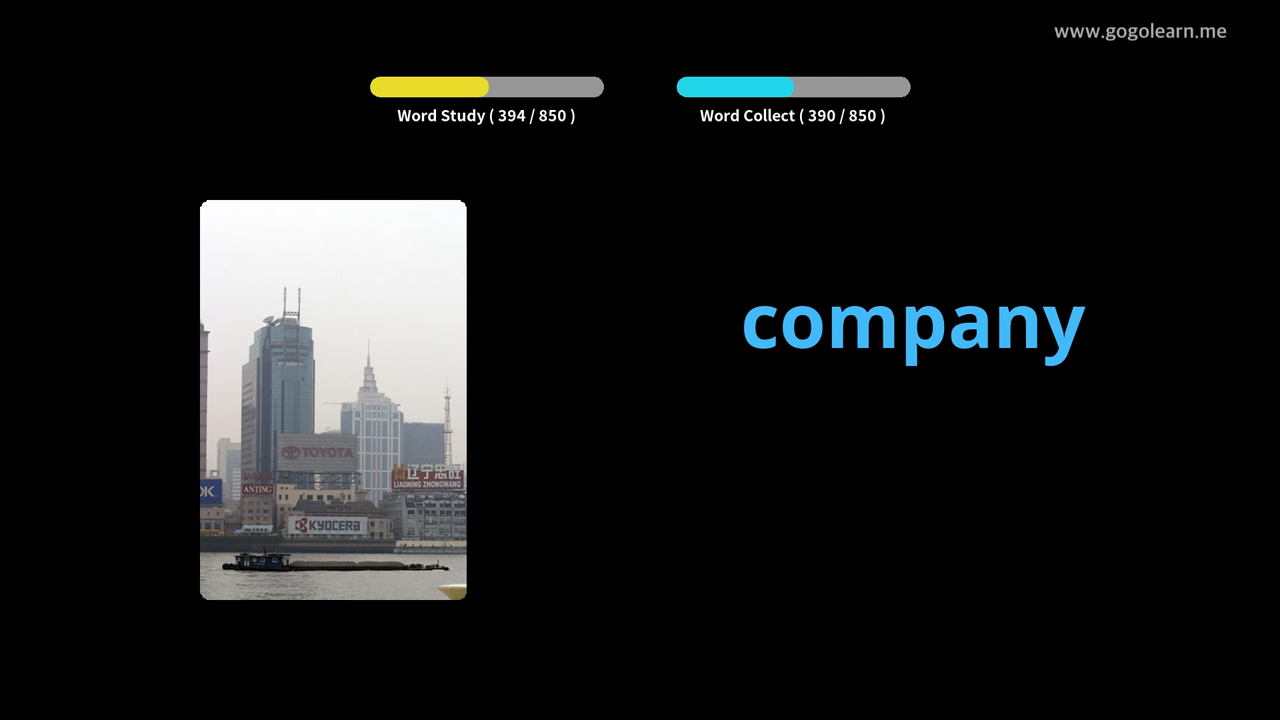 www.gogolearn.me
Word Study ( 394 / 850 )
Word Collect ( 390 / 850 )
company
TOYOTA
辽宁忠旺
LIAONING ZHONGWANG
OK
ANTING
KYOCERA